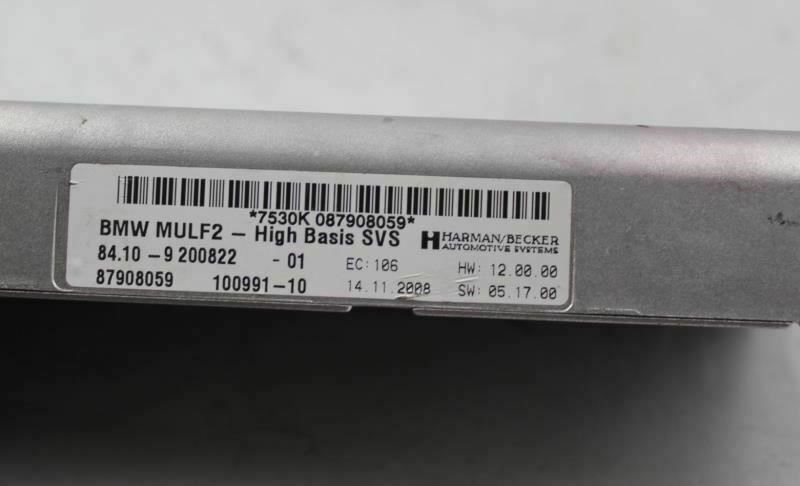 *7530K 087908059*
BMW MULF2 – High Basis SVS
HARMAN/BECKER
AUTOMOTIVE SYSTEMS
84.10 – 9 200822 - 01 EC: 106 HW: 12.00.00
87908059 100991-10 14.11.2008 SW: 05.17.00